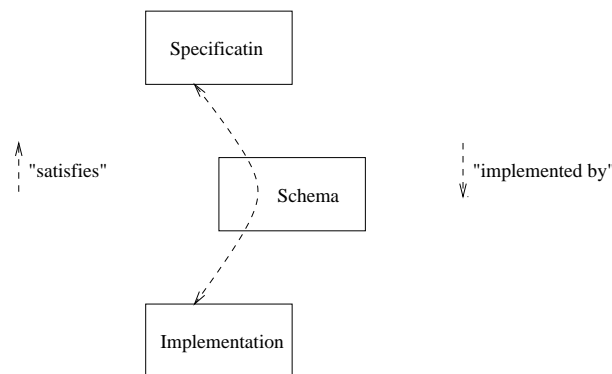 Specificatin
"satisfies"
"implemented by"
Schema
Implementation